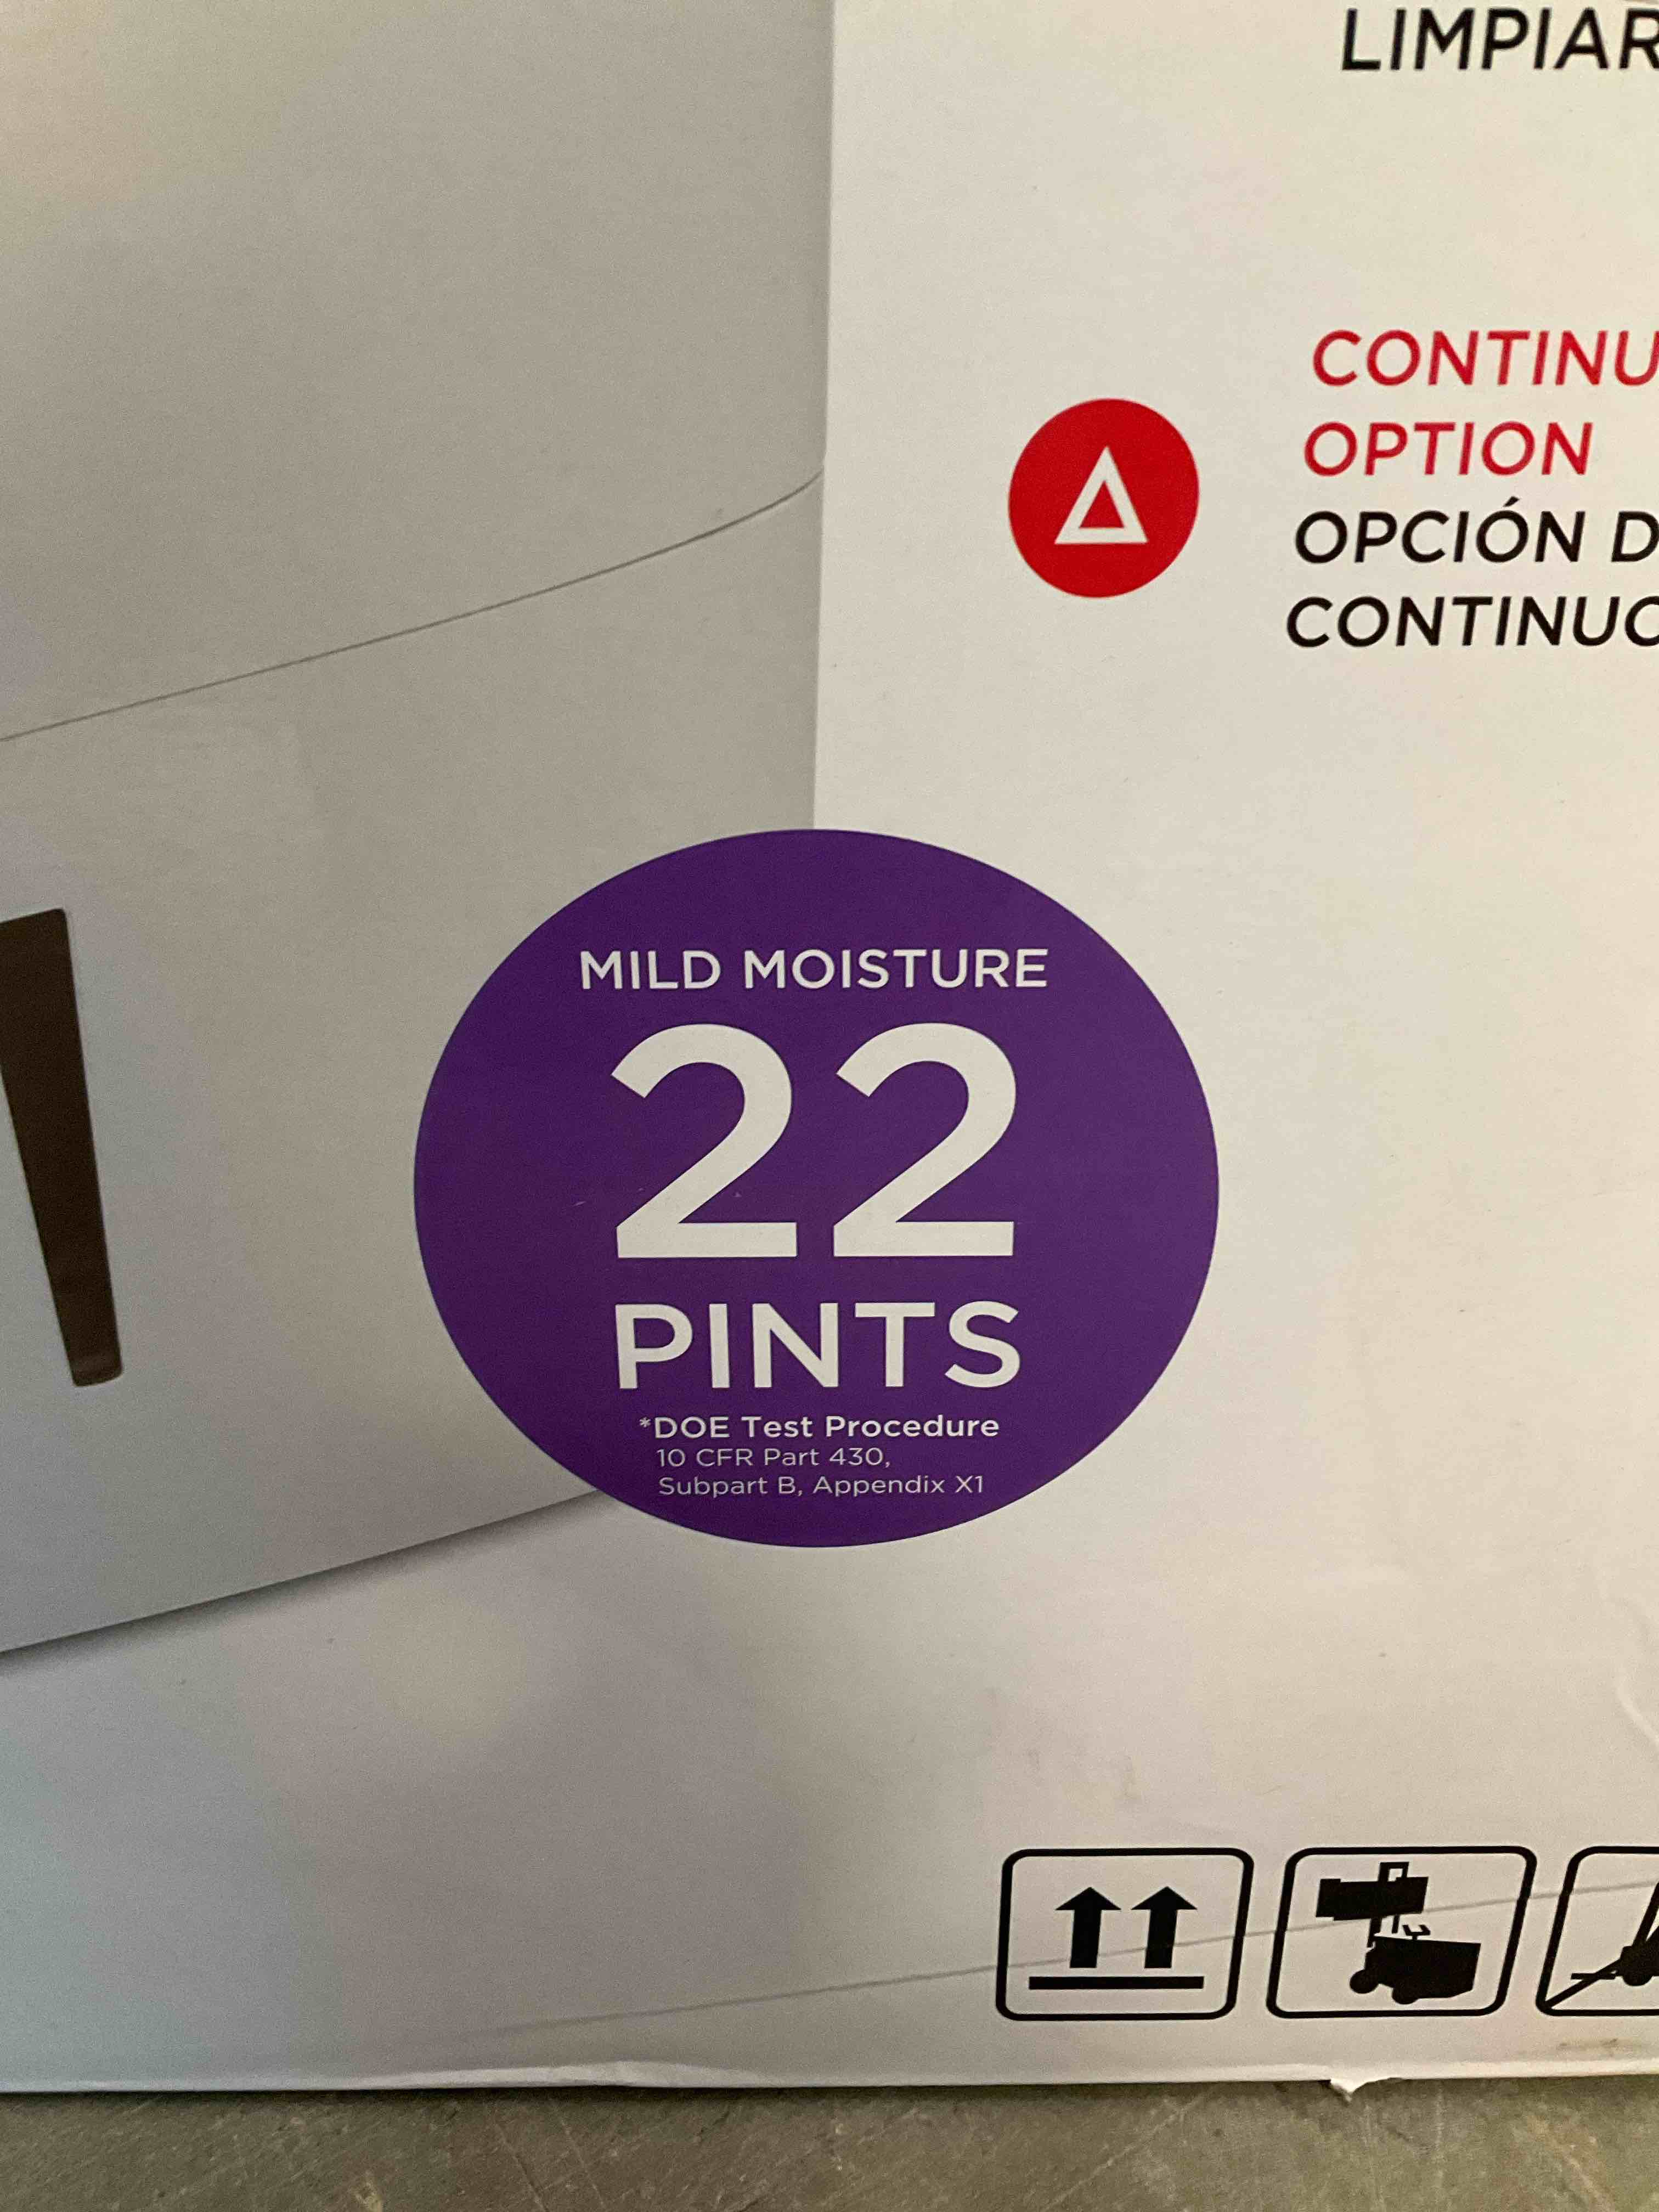 LIMPIAR
CONTINU
OPTION
OPCIÓN D
CONTINUO
MILD MOISTURE
22
PINTS
*DOE Test Procedure
10 CFR Part 430,
Subpart B, Appendix X1